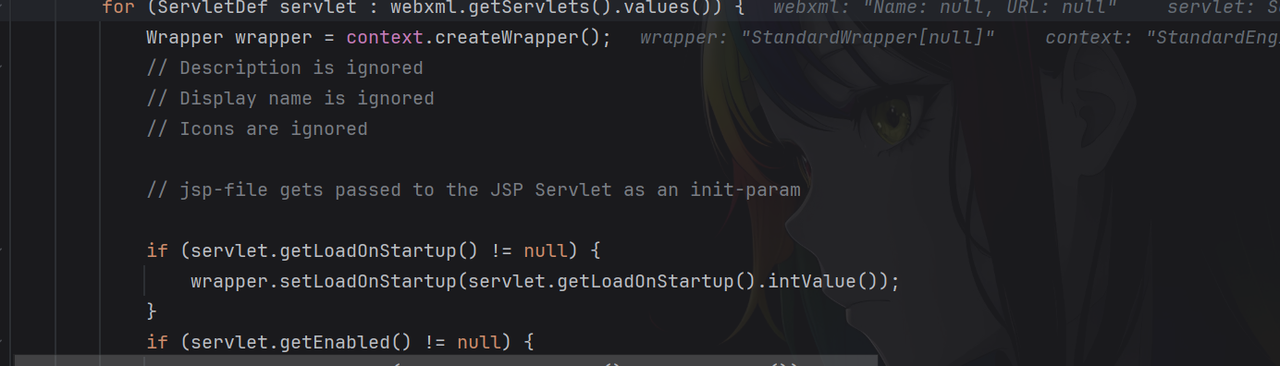 for (ServletDef servlet : webxml.getServlets().values()) {   webxml: "Name: null, URL: null"   servlet:
Wrapper wrapper = context.createWrapper();   wrapper: "StandardWrapper[null]"   context: "StandardEng
// Description is ignored
// Display name is ignored
// Icons are ignored
// jsp-file gets passed to the JSP Servlet as an init-param
if (servlet.getLoadOnStartup() != null) {
wrapper.setLoadOnStartup(servlet.getLoadOnStartup().intValue());
}
if (servlet.getEnabled() != null) {